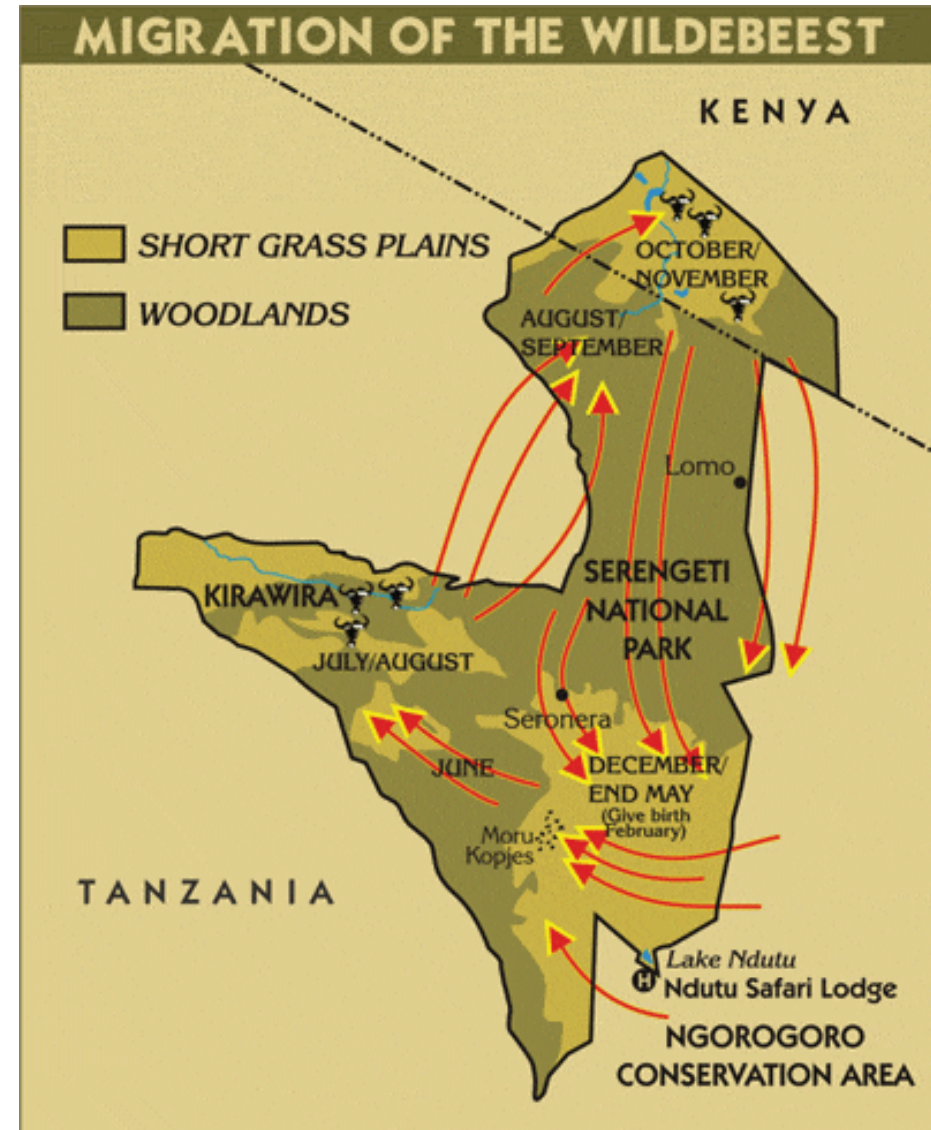 MIGRATION OF THE WILDEBEEST
KENYA
SHORT GRASS PLAINS
WOODLANDS
OCTOBER/
NOVEMBER
AUGUST/
SEPTEMBER
Lomo
SERENGETI
NATIONAL
PARK
KIRAWIRA
JULY/AUGUST
Seronera
JUNE
DECEMBER/
END MAY
(Give birth
February)
Moru
Kopjes
TANZANIA
Lake Ndutu
H Ndutu Safari Lodge
NGOROGORO
CONSERVATION AREA